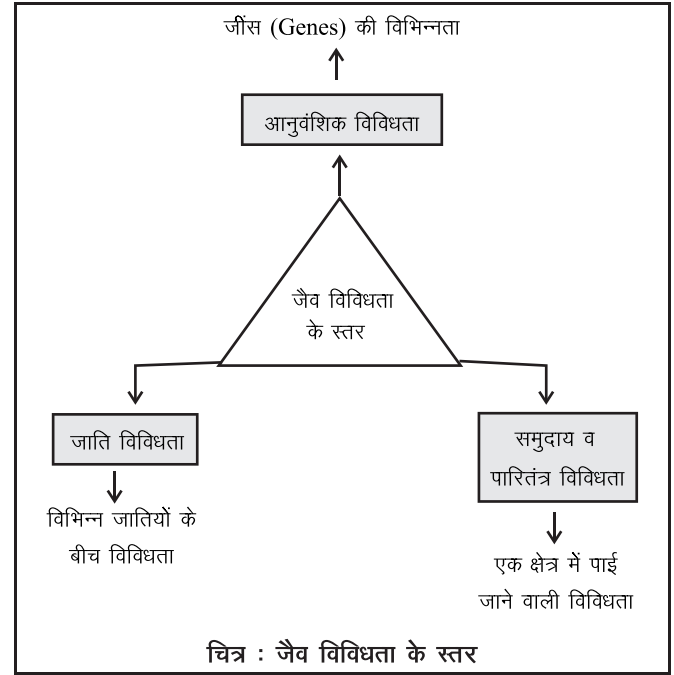 जींस (Genes) की विभिन्नता
आनुवंशिक विविधता
जैव विविधता
के स्तर
जाति विविधता
विभिन्न जातियों के
बीच विविधता
समुदाय व
पारितंत्र विविधता
एक क्षेत्र में पाई
जाने वाली विविधता
चित्र : जैव विविधता के स्तर